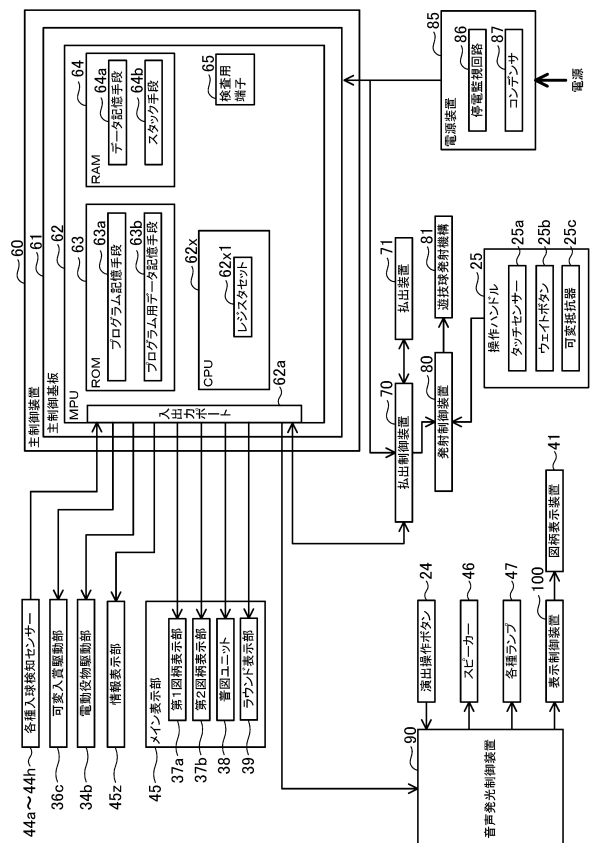 60
主制御装置
61
主制御基板
62
MPU
ROM
63
プログラム記憶手段
63a
プログラム用データ記憶手段
63b
RAM
64
データ記憶手段
64a
スタック手段
64b
CPU
62x
レジスタセット
62x1
検査用
端子
65
入出力ポート
62a
44a～44h
各種入球検知センサー
36c
可変入賞駆動部
34b
電動役物駆動部
45z
情報表示部
45
メイン表示部
37a
第1図柄表示部
37b
第2図柄表示部
38
普図ユニット
39
ラウンド表示部
電源装置
85
停電監視回路
86
コンデンサ
87
電源
払出制御装置
70
払出装置
71
発射制御装置
80
遊技球発射機構
81
操作ハンドル
25
タッチセンサー
25a
ウェイトボタン
25b
可変抵抗器
25c
90
音声発光制御装置
演出操作ボタン
24
スピーカー
46
各種ランプ
47
表示制御装置
100
図柄表示装置
41